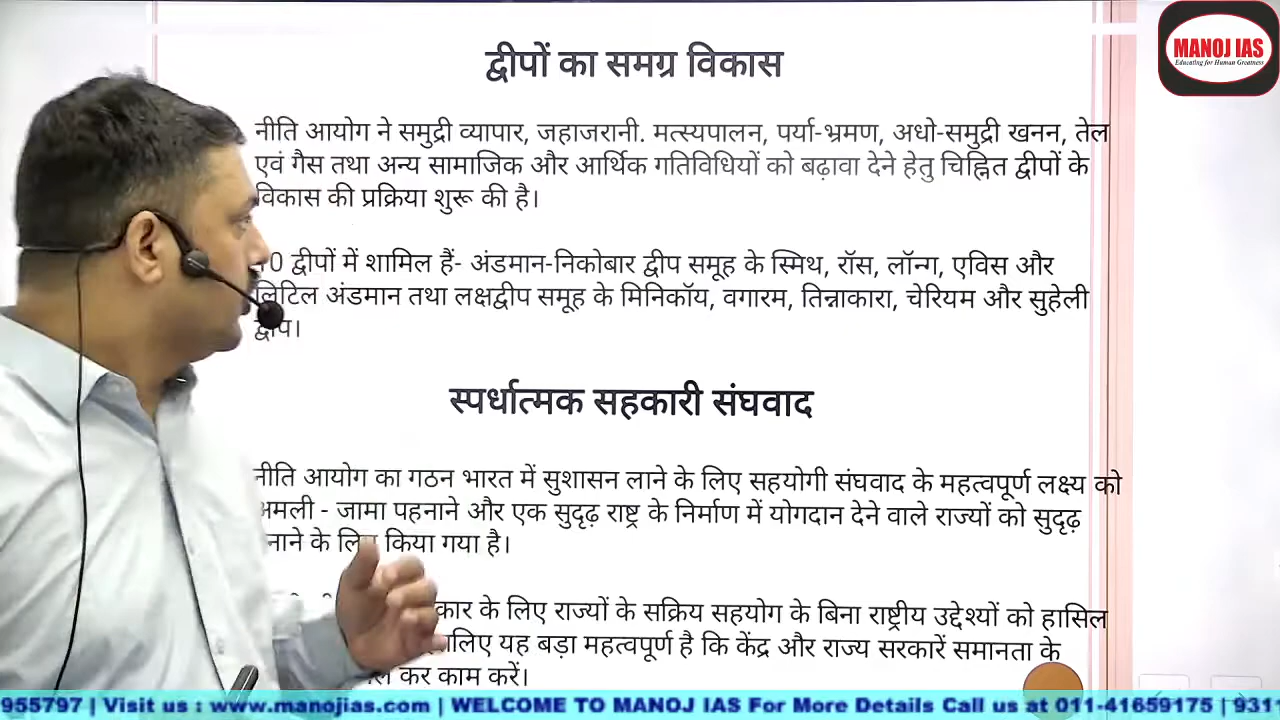 MANOJ IAS
Educating for Human Greatness
द्वीपों का समग्र विकास
नीति आयोग ने समुद्री व्यापार, जहाजरानी. मत्स्यपालन, पर्या-भ्रमण, अधो-समुद्री खनन, तेल
एवं गैस तथा अन्य सामाजिक और आर्थिक गतिविधियों को बढ़ावा देने हेतु चिह्नित द्वीपों के
विकास की प्रक्रिया शुरू की है।
द्वीपों में शामिल हैं- अंडमान-निकोबार द्वीप समूह के स्मिथ, रॉस, लॉन्ग, एविस और
लिटिल अंडमान तथा लक्षद्वीप समूह के मिनिकॉय, वगारम, तिन्नाकारा, चेरियम और सुहेली
द्वीप।
स्पर्धात्मक सहकारी संघवाद
नीति आयोग का गठन भारत में सुशासन लाने के लिए सहयोगी संघवाद के महत्वपूर्ण लक्ष्य को
अमली - जामा पहनाने और एक सुदृढ़ राष्ट्र के निर्माण में योगदान देने वाले राज्यों को सुदृढ़
के लिए किया गया है।
के लिए राज्यों के सक्रिय सहयोग के बिना राष्ट्रीय उद्देश्यों को हासिल
यह बड़ा महत्वपूर्ण है कि केंद्र और राज्य सरकारें समानता के
कर काम करें।
955797 | Visit us : www.manojias.com | WELCOME TO MANOJ IAS For More Details Call us at 011-41659175 | 931